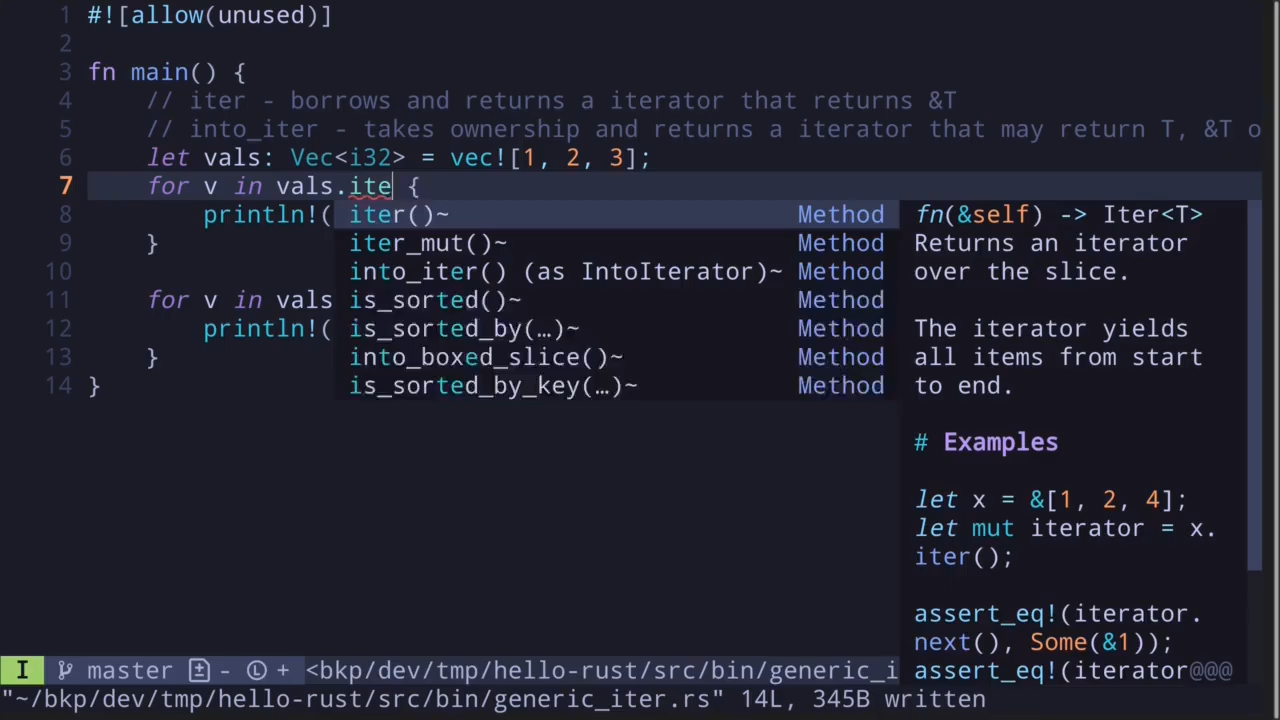 1 #![allow(unused)]
2
3 fn main() {
4 // iter - borrows and returns a iterator that returns &T
5 // into_iter - takes ownership and returns a iterator that may return T, &T o
6 let vals: Vec<i32> = vec![1, 2, 3];
7 for v in vals.ite {
8 println!(
9 }
10
11 for v in vals
12 println!(
13 }
14 }
iter()~ Method
iter_mut()~ Method
into_iter() (as IntoIterator)~ Method
is_sorted()~ Method
is_sorted_by(…)~ Method
into_boxed_slice()~ Method
is_sorted_by_key(…)~ Method
fn(&self) -> Iter<T>
Returns an iterator
over the slice.
The iterator yields
all items from start
to end.
# Examples
let x = &[1, 2, 4];
let mut iterator = x.
iter();
assert_eq!(iterator.
next(), Some(&1));
assert_eq!(iterator@@@
I master - L + <bkp/dev/tmp/hello-rust/src/bin/generic_i
"~/bkp/dev/tmp/hello-rust/src/bin/generic_iter.rs" 14L, 345B written